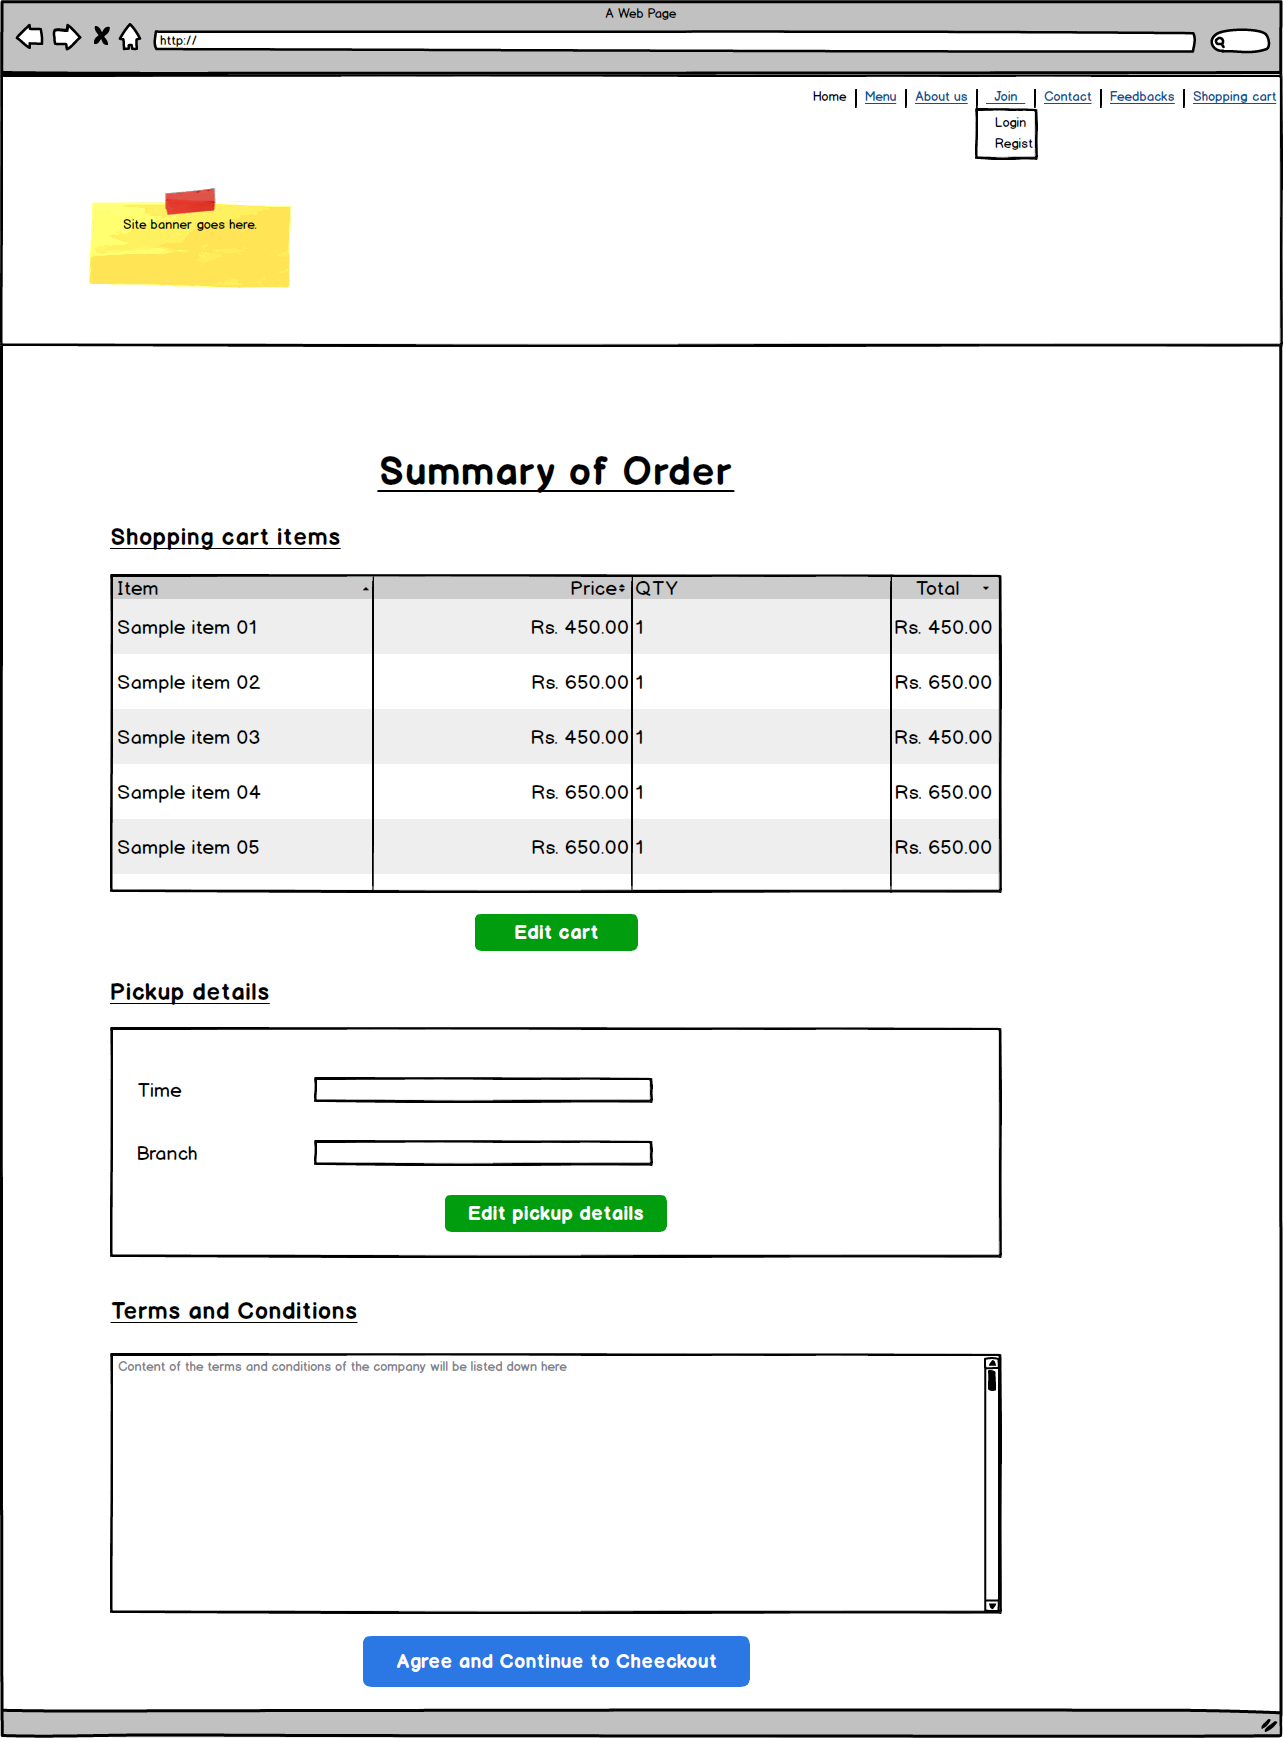 A Web Page
http://
Home Menu About us Join Contact Feedbacks Shopping cart
Login
Regist
Site banner goes here.
Summary of Order
Shopping cart items
Item Price QTY Total
Sample item 01 Rs. 450.00 1 Rs. 450.00
Sample item 02 Rs. 650.00 1 Rs. 650.00
Sample item 03 Rs. 450.00 1 Rs. 450.00
Sample item 04 Rs. 650.00 1 Rs. 650.00
Sample item 05 Rs. 650.00 1 Rs. 650.00
Edit cart
Pickup details
Time
Branch
Edit pickup details
Terms and Conditions
Content of the terms and conditions of the company will be listed down here
Agree and Continue to Cheeckout